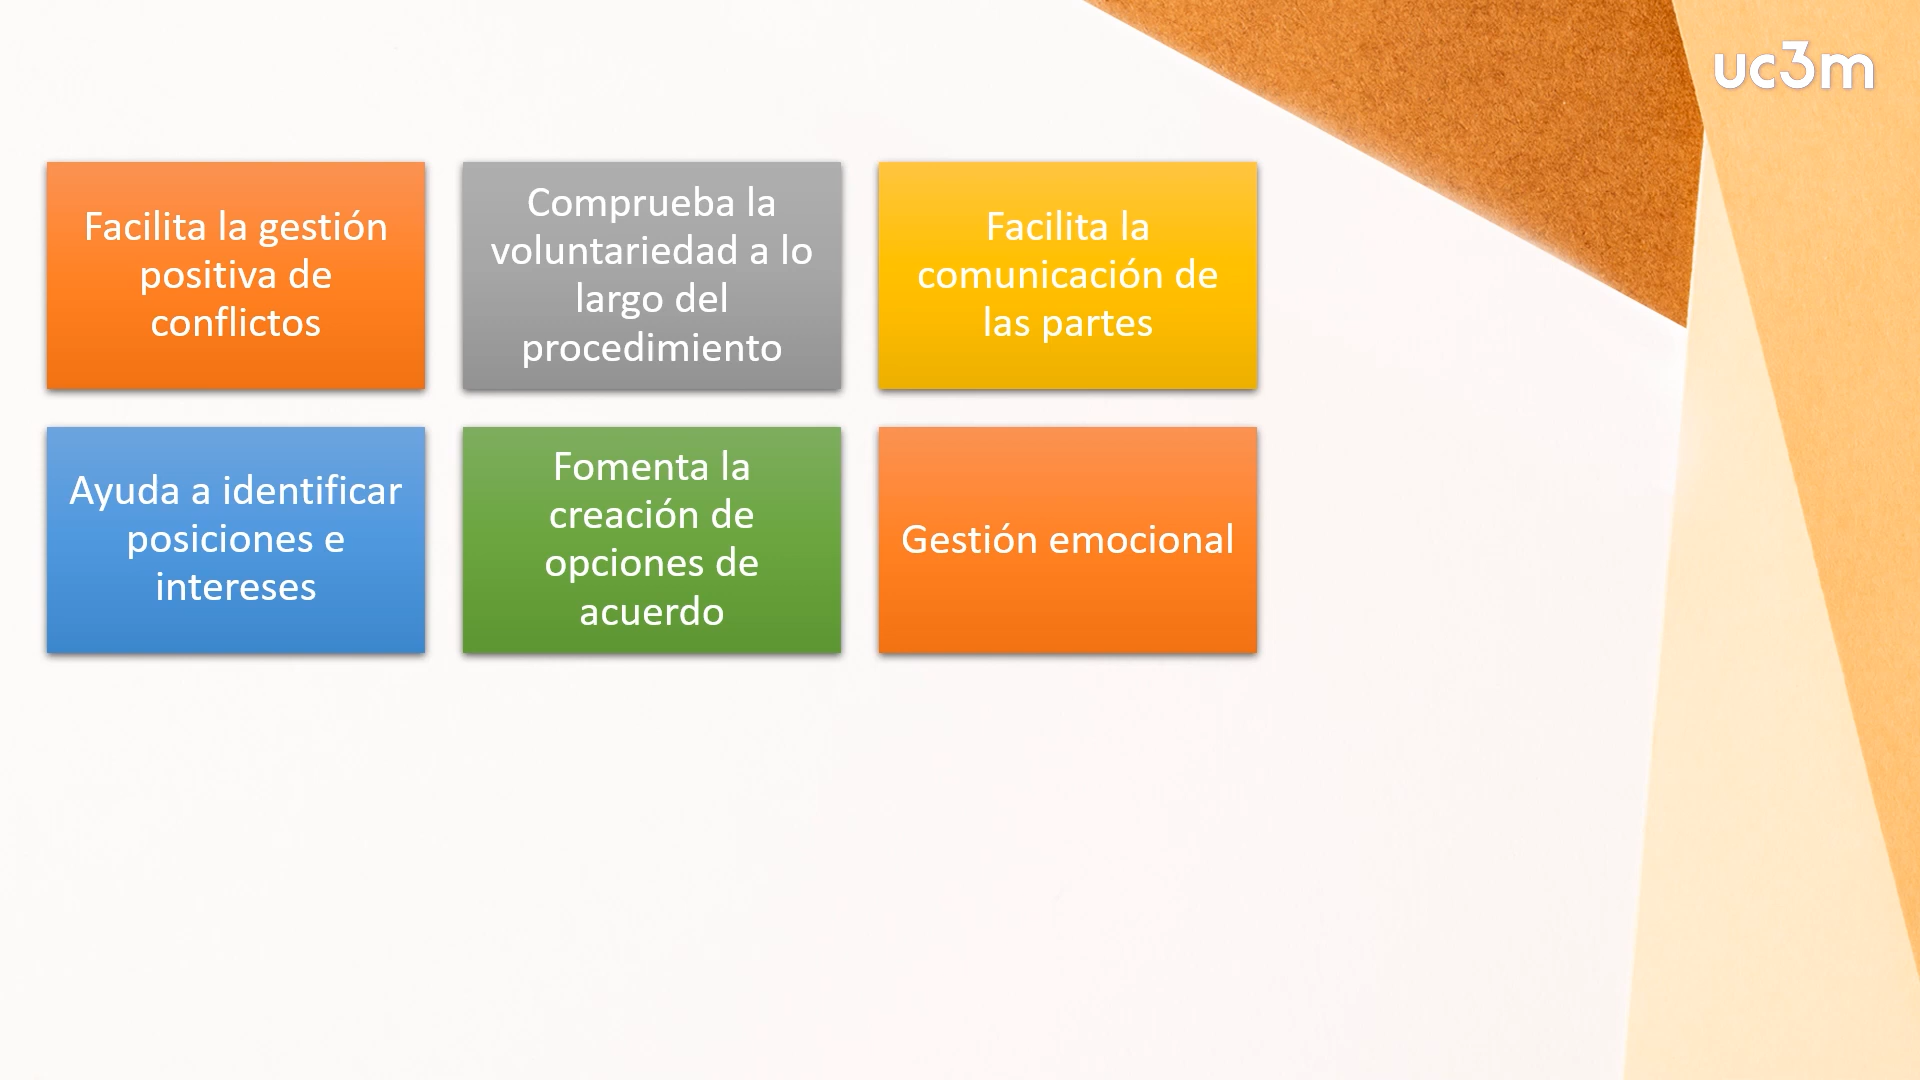 uc3m
Facilita la gestión
positiva de
conflictos
Comprueba la
voluntariedad a lo
largo del
procedimiento
Facilita la
comunicación de
las partes
Ayuda a identificar
posiciones e
intereses
Fomenta la
creación de
opciones de
acuerdo
Gestión emocional